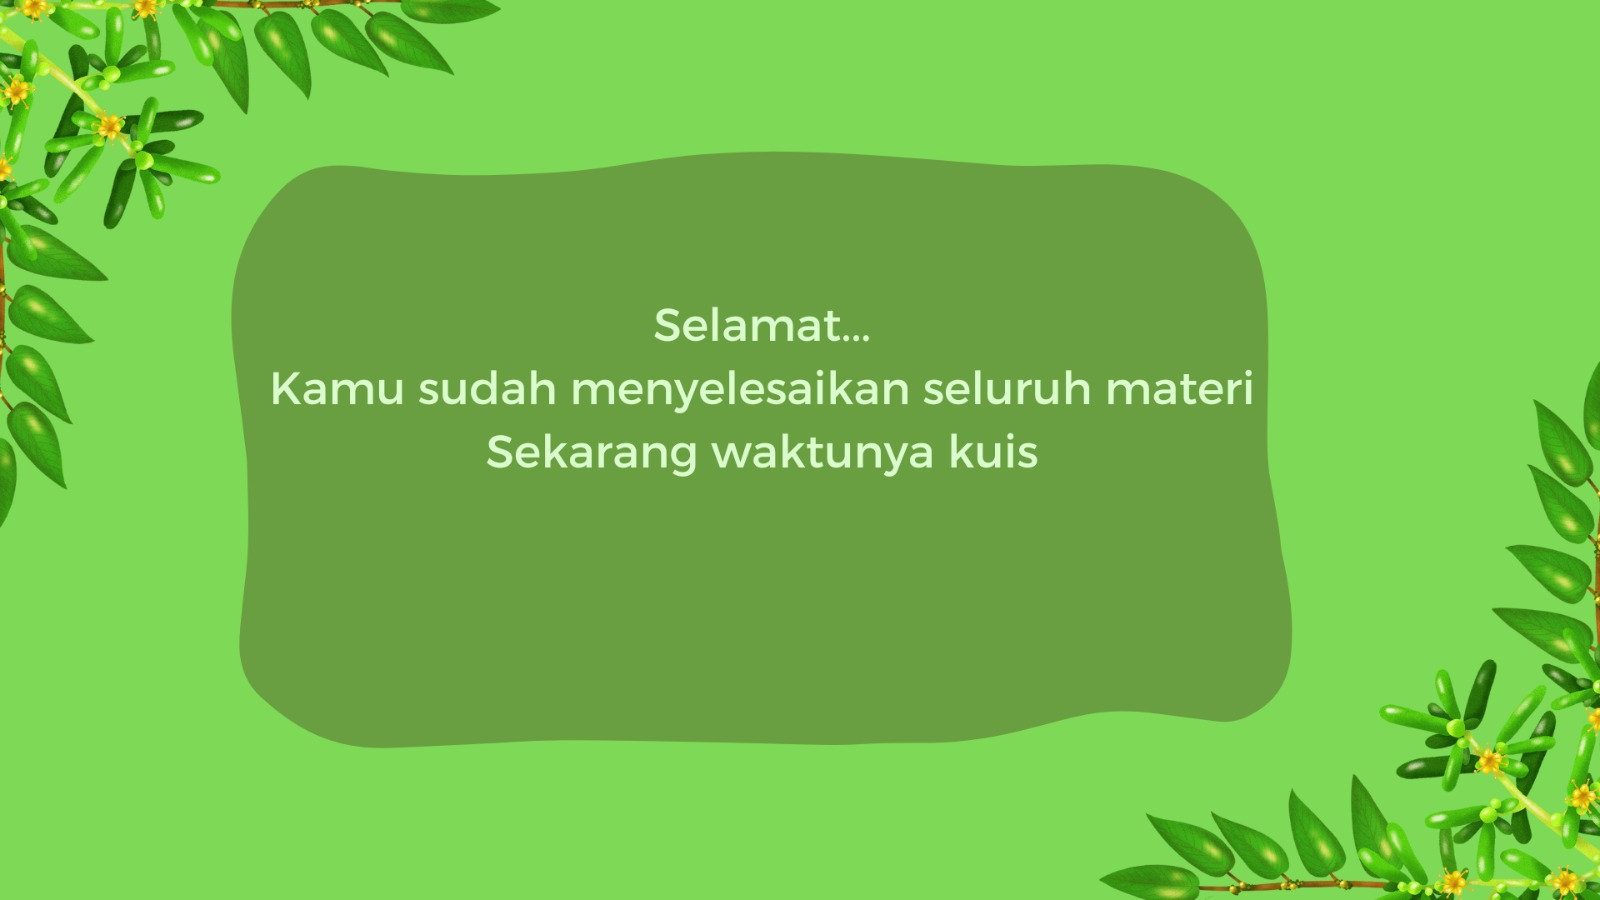 Selamat...
Kamu sudah menyelesaikan seluruh materi
Sekarang waktunya kuis